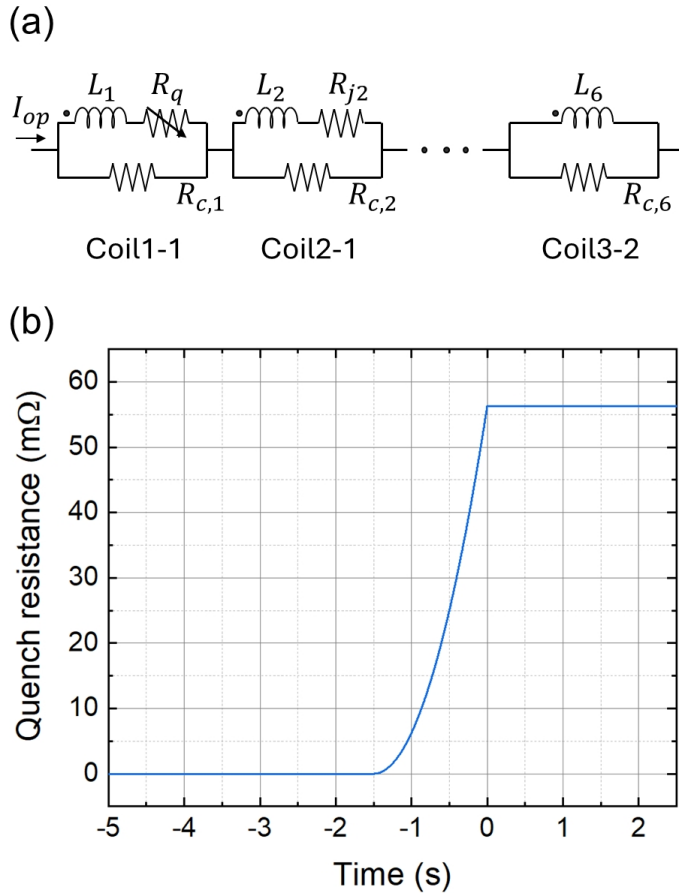 (a)
I_op
L_1 R_q L_2 R_j2 L_6
R_c,1 R_c,2 R_c,6
Coil1-1 Coil2-1 Coil3-2
(b)
Quench resistance (mΩ)
60
50
40
30
20
10
0
-5 -4 -3 -2 -1 0 1 2
Time (s)